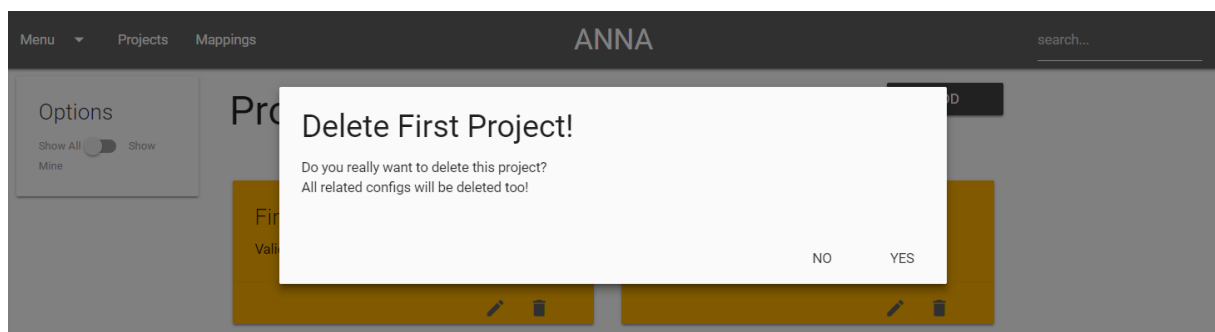 Menu Projects Mappings ANNA search...
Options
Show All Show
Mine
Delete First Project!
Do you really want to delete this project?
All related configs will be deleted too!
NO YES